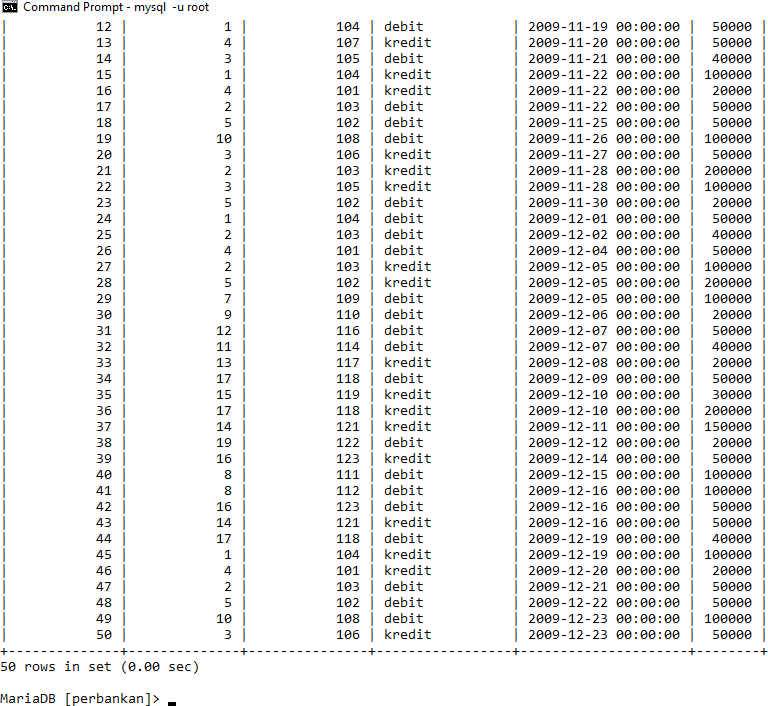 Command Prompt - mysql -u root
| 12 | 1 | 104 | debit | 2009-11-19 00:00:00 | 50000 |
| 13 | 4 | 107 | kredit | 2009-11-20 00:00:00 | 50000 |
| 14 | 3 | 105 | debit | 2009-11-21 00:00:00 | 40000 |
| 15 | 1 | 104 | kredit | 2009-11-22 00:00:00 | 100000 |
| 16 | 4 | 101 | kredit | 2009-11-22 00:00:00 | 20000 |
| 17 | 2 | 103 | debit | 2009-11-22 00:00:00 | 50000 |
| 18 | 5 | 102 | debit | 2009-11-25 00:00:00 | 50000 |
| 19 | 10 | 108 | debit | 2009-11-26 00:00:00 | 100000 |
| 20 | 3 | 106 | kredit | 2009-11-27 00:00:00 | 50000 |
| 21 | 2 | 103 | kredit | 2009-11-28 00:00:00 | 200000 |
| 22 | 3 | 105 | kredit | 2009-11-28 00:00:00 | 100000 |
| 23 | 5 | 102 | debit | 2009-11-30 00:00:00 | 20000 |
| 24 | 1 | 104 | debit | 2009-12-01 00:00:00 | 50000 |
| 25 | 2 | 103 | debit | 2009-12-02 00:00:00 | 40000 |
| 26 | 4 | 101 | debit | 2009-12-04 00:00:00 | 50000 |
| 27 | 2 | 103 | kredit | 2009-12-05 00:00:00 | 100000 |
| 28 | 5 | 102 | kredit | 2009-12-05 00:00:00 | 200000 |
| 29 | 7 | 109 | debit | 2009-12-05 00:00:00 | 100000 |
| 30 | 9 | 110 | debit | 2009-12-06 00:00:00 | 20000 |
| 31 | 12 | 116 | debit | 2009-12-07 00:00:00 | 50000 |
| 32 | 11 | 114 | debit | 2009-12-07 00:00:00 | 40000 |
| 33 | 13 | 117 | kredit | 2009-12-08 00:00:00 | 20000 |
| 34 | 17 | 118 | debit | 2009-12-09 00:00:00 | 50000 |
| 35 | 15 | 119 | kredit | 2009-12-10 00:00:00 | 30000 |
| 36 | 17 | 118 | kredit | 2009-12-10 00:00:00 | 200000 |
| 37 | 14 | 121 | kredit | 2009-12-11 00:00:00 | 150000 |
| 38 | 19 | 122 | debit | 2009-12-12 00:00:00 | 20000 |
| 39 | 16 | 123 | kredit | 2009-12-14 00:00:00 | 50000 |
| 40 | 8 | 111 | debit | 2009-12-15 00:00:00 | 100000 |
| 41 | 8 | 112 | debit | 2009-12-16 00:00:00 | 100000 |
| 42 | 16 | 123 | debit | 2009-12-16 00:00:00 | 50000 |
| 43 | 14 | 121 | kredit | 2009-12-16 00:00:00 | 50000 |
| 44 | 17 | 118 | debit | 2009-12-19 00:00:00 | 40000 |
| 45 | 1 | 104 | kredit | 2009-12-19 00:00:00 | 100000 |
| 46 | 4 | 101 | kredit | 2009-12-20 00:00:00 | 20000 |
| 47 | 2 | 103 | debit | 2009-12-21 00:00:00 | 50000 |
| 48 | 5 | 102 | debit | 2009-12-22 00:00:00 | 50000 |
| 49 | 10 | 108 | debit | 2009-12-23 00:00:00 | 100000 |
| 50 | 3 | 106 | kredit | 2009-12-23 00:00:00 | 50000 |
+--------------+--------------+---------------+-----------------+---------------------+--------+
50 rows in set (0.00 sec)
MariaDB [perbankan]> _